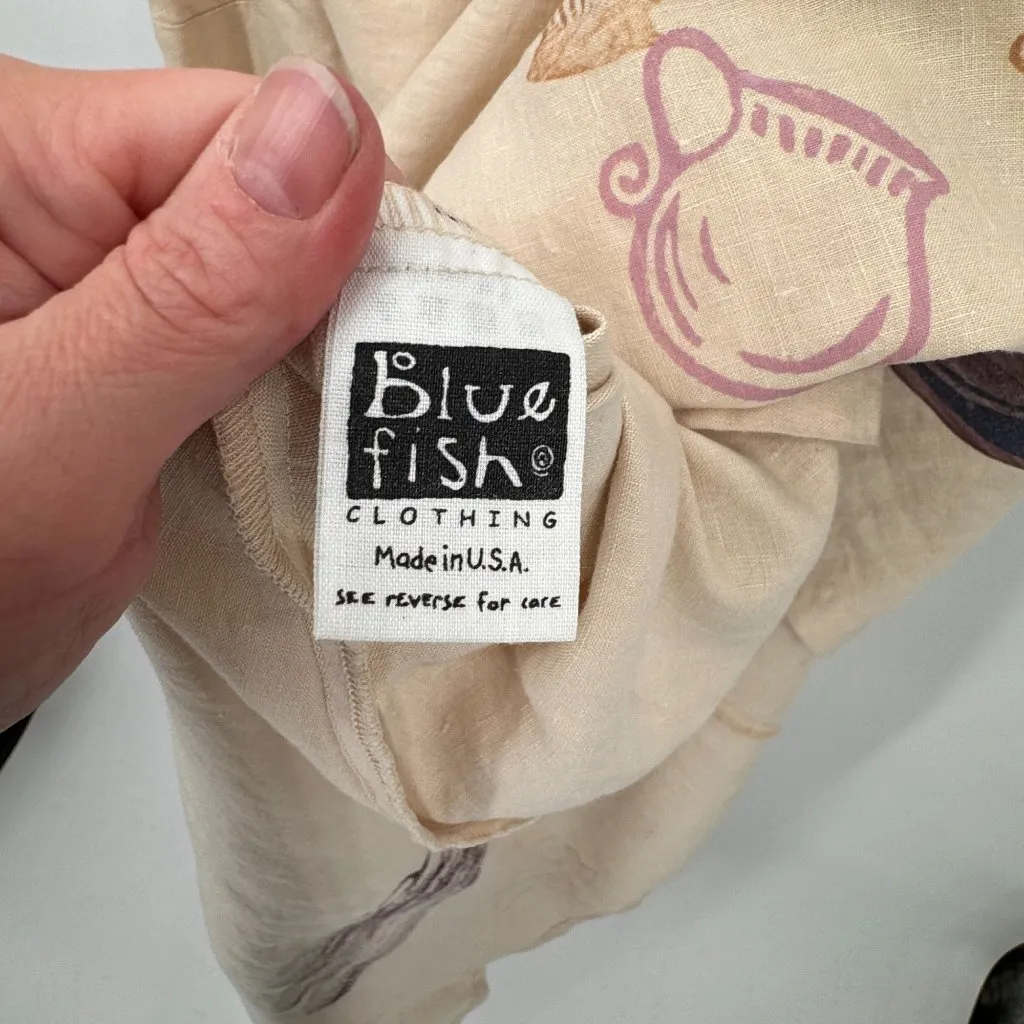 Blue
fish
CLOTHING
Made in U.S.A.
SEE reverse for care